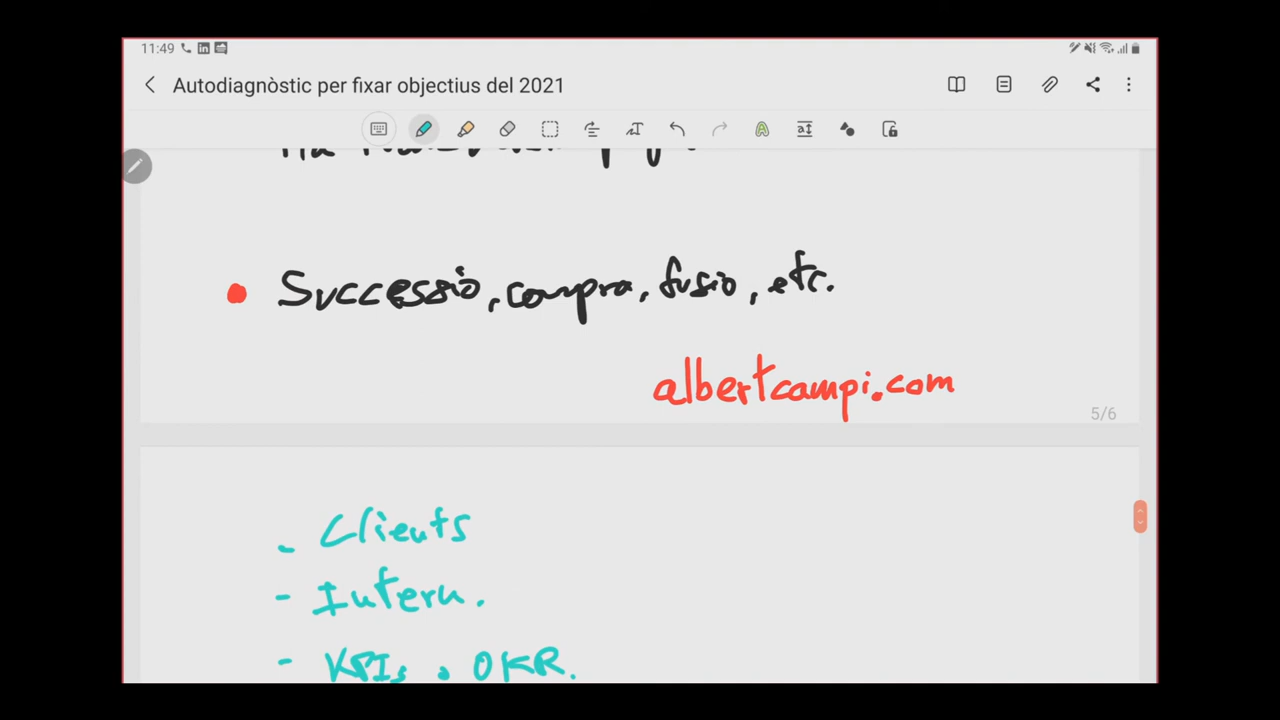 11:49
Autodiagnòstic per fixar objectius del 2021
Successió, compra, fusio, etc.
albertcampi.com
5/6
- Clients
- Intern.
- KPIs . OKR.